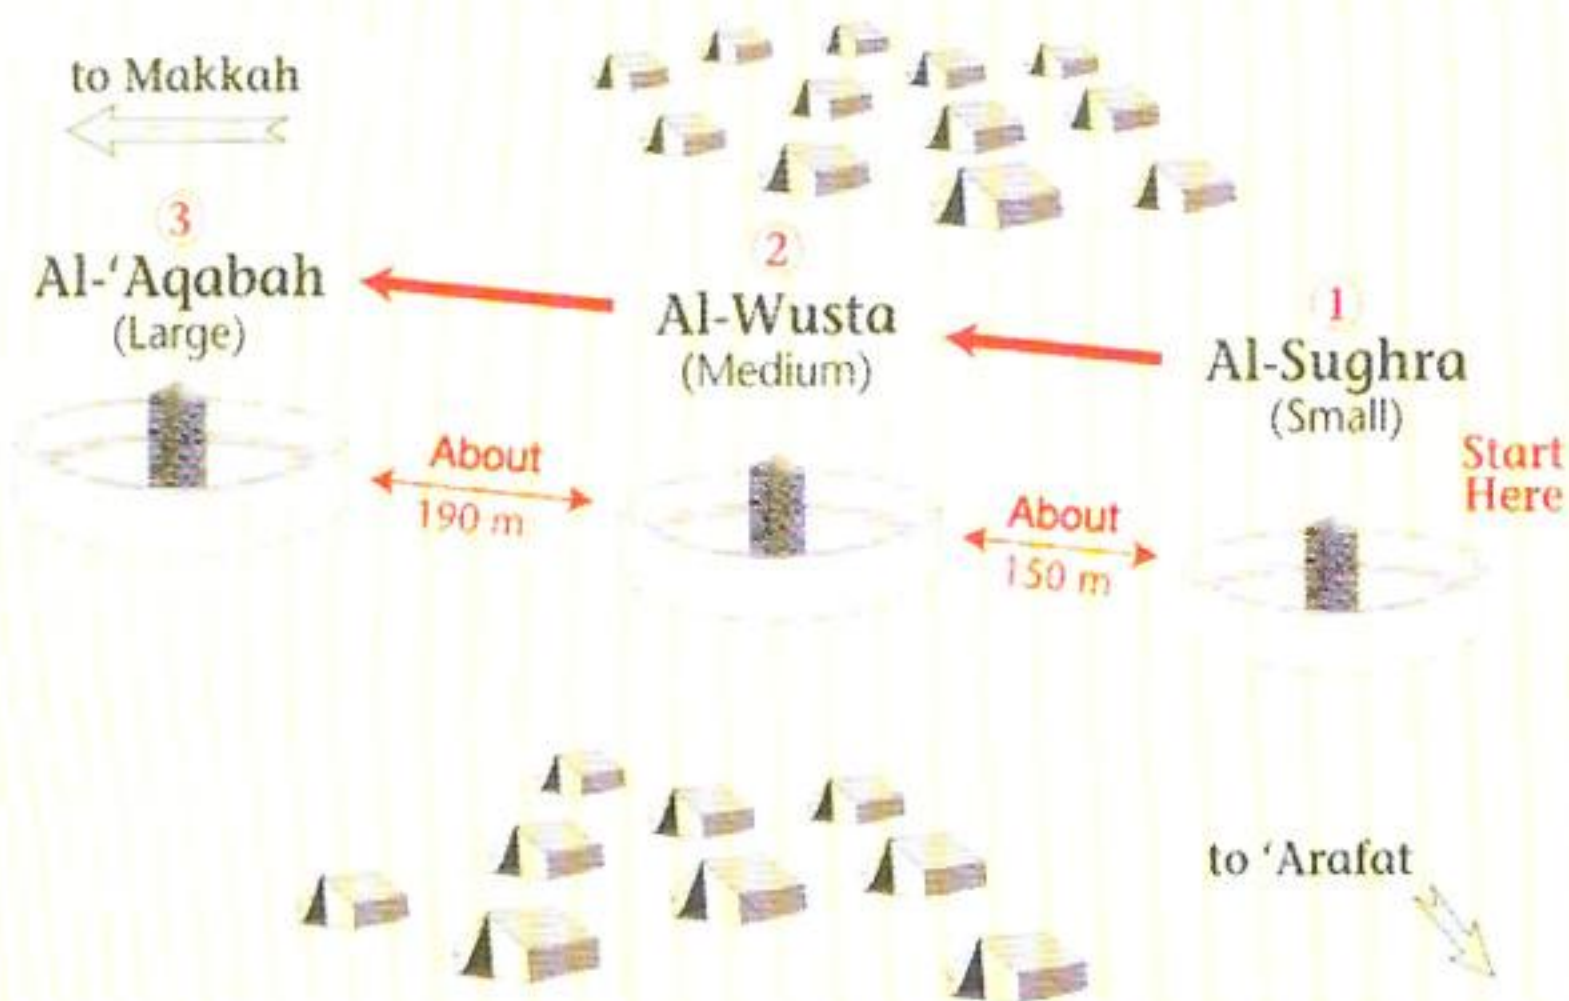 to Makkah
3
Al-‘Aqabah
(Large)
2
Al-Wusta
(Medium)
1
Al-Sughra
(Small)
Start
Here
About
190 m
About
150 m
to ‘Arafat